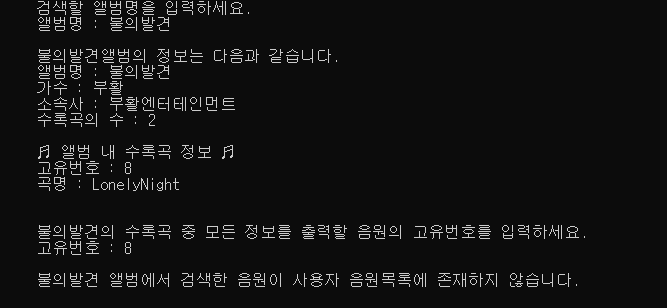 검색할 앨범명을 입력하세요.
앨범명 : 불의발견
불의발견앨범의 정보는 다음과 같습니다.
앨범명 : 불의발견
가수 : 부활
소속사 : 부활엔터테인먼트
수록곡의 수 : 2
♬ 앨범 내 수록곡 정보 ♬
고유번호 : 8
곡명 : LonelyNight
불의발견의 수록곡 중 모든 정보를 출력할 음원의 고유번호를 입력하세요.
고유번호 : 8
불의발견 앨범에서 검색한 음원이 사용자 음원목록에 존재하지 않습니다.